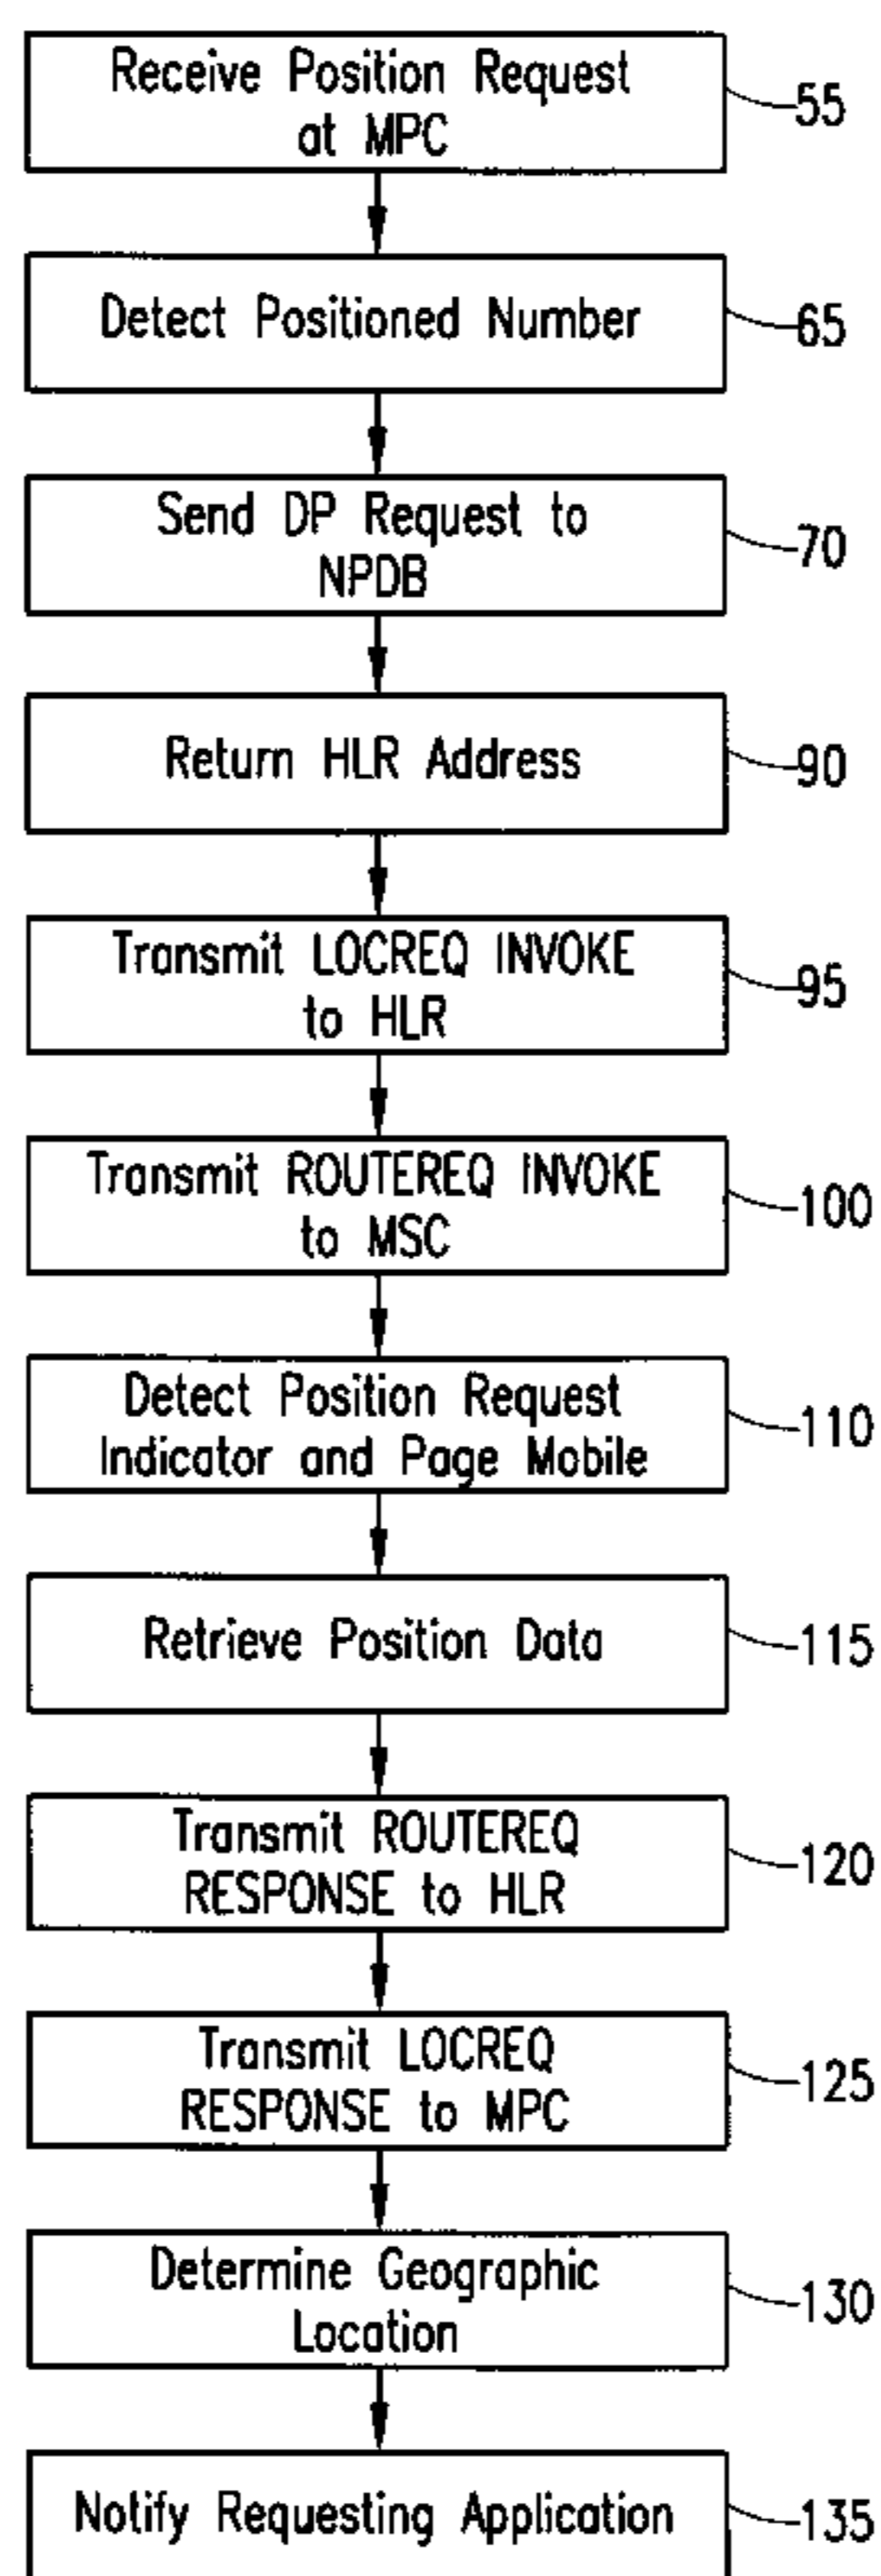 Receive Position Request
at MPC
55
Detect Positioned Number
65
Send DP Request to
NPDB
70
Return HLR Address
90
Transmit LOCREQ INVOKE
to HLR
95
Transmit ROUTEREQ INVOKE
to MSC
100
Detect Position Request
Indicator and Page Mobile
110
Retrieve Position Data
115
Transmit ROUTEREQ
RESPONSE to HLR
120
Transmit LOCREQ
RESPONSE to MPC
125
Determine Geographic
Location
130
Notify Requesting Application
135